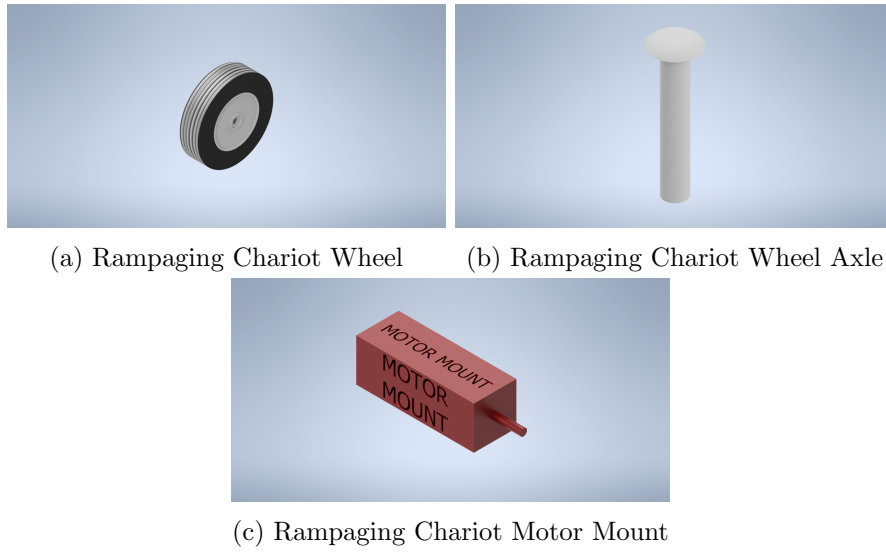 (a) Rampaging Chariot Wheel
(b) Rampaging Chariot Wheel Axle
MOTOR MOUNT
MOTOR
MOUNT
(c) Rampaging Chariot Motor Mount